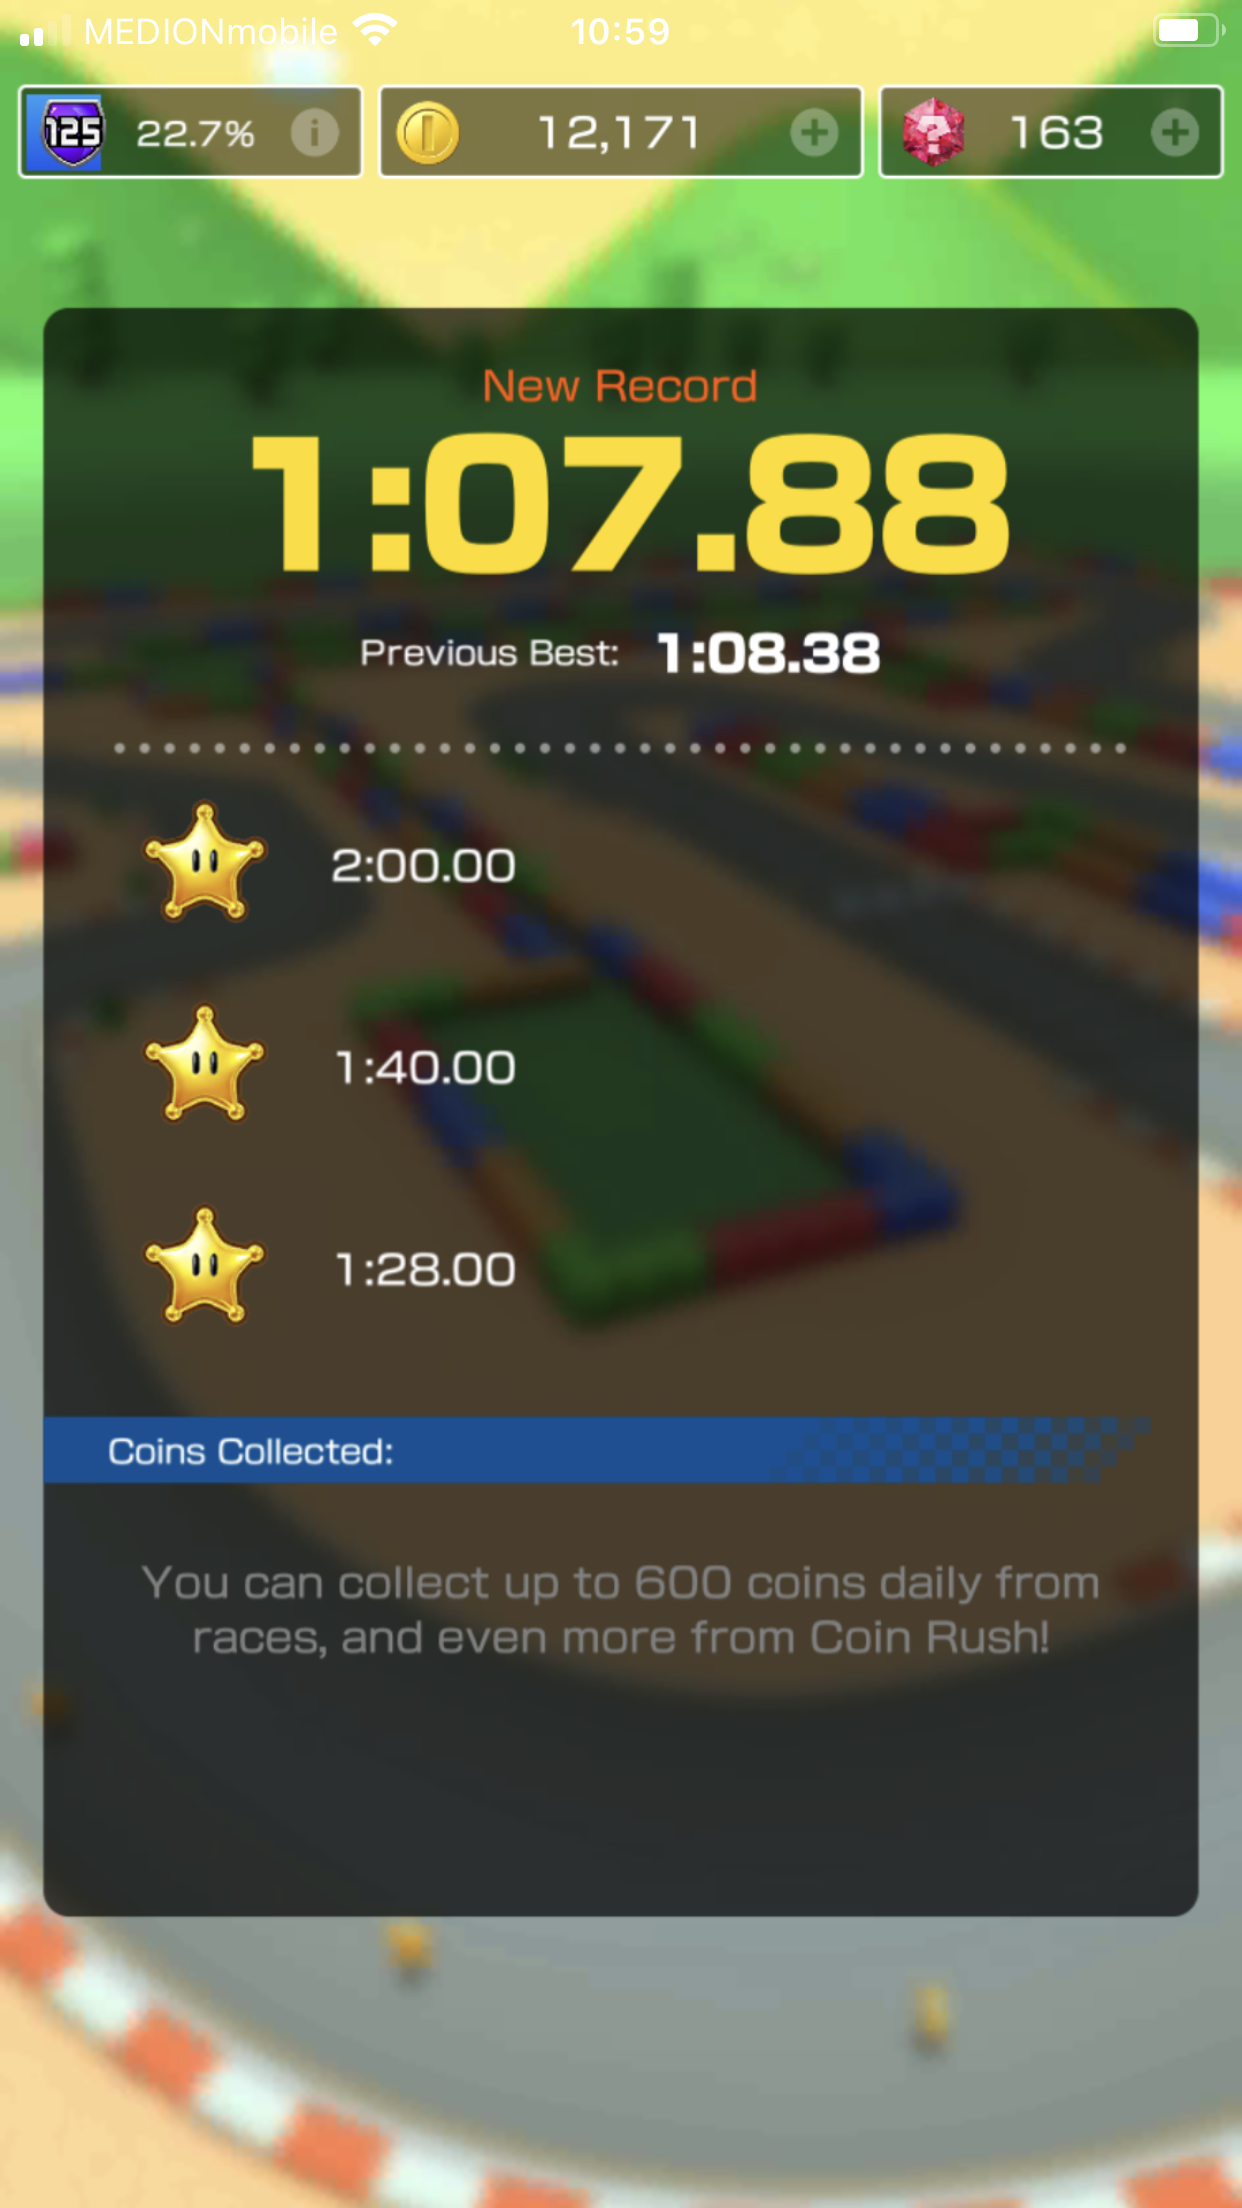 MEDIONmobile 10:59
125 22.7% i 12,171 + ? 163 +
New Record
1:07.88
Previous Best: 1:08.38
2:00.00
1:40.00
1:28.00
Coins Collected:
You can collect up to 600 coins daily from
races, and even more from Coin Rush!